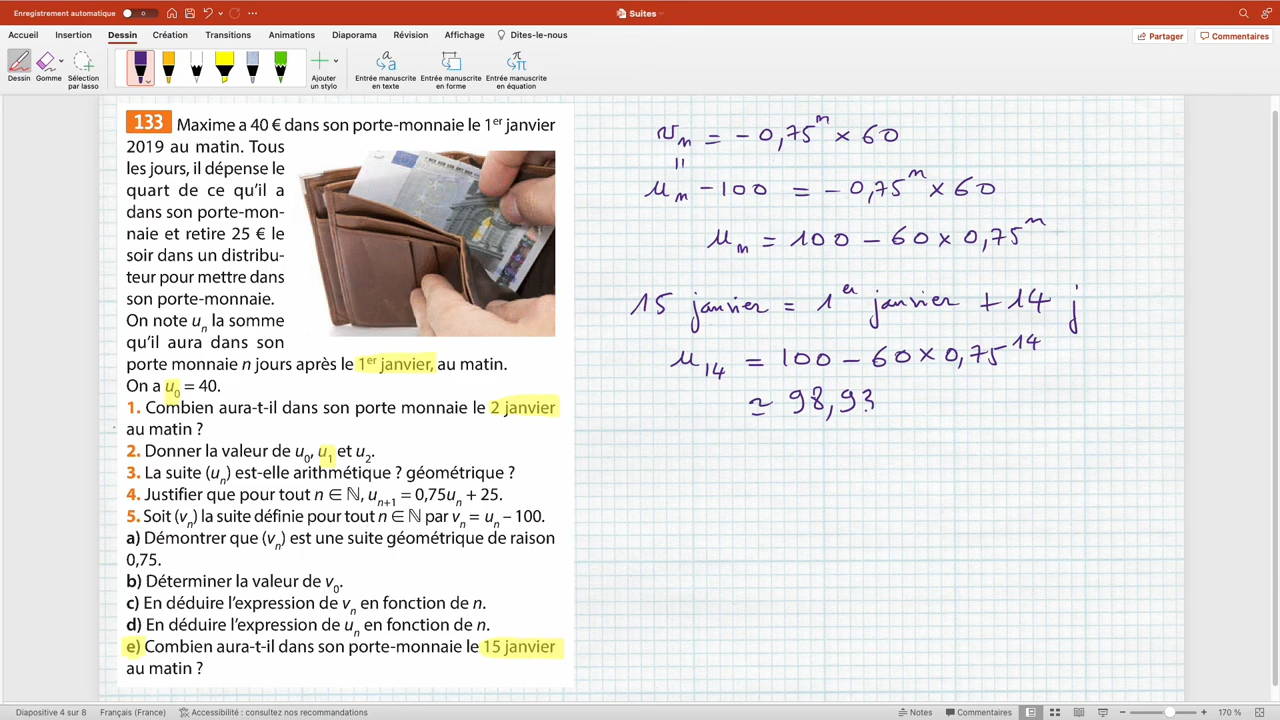 Enregistrement automatique
Suites
Accueil Insertion Dessin Création Transitions Animations Diaporama Révision Affichage Dites-le-nous
Partager Commentaires
Dessin Gomme Sélection par lasso Ajouter un stylo Entrée manuscrite en texte Entrée manuscrite en forme Entrée manuscrite en équation
133 Maxime a 40 € dans son porte-monnaie le 1er janvier
2019 au matin. Tous
les jours, il dépense le
quart de ce qu'il a
dans son porte-mon-
naie et retire 25 € le
soir dans un distribu-
teur pour mettre dans
son porte-monnaie.
On note un la somme
qu'il aura dans son
porte monnaie n jours après le 1er janvier, au matin.
On a u0 = 40.
1. Combien aura-t-il dans son porte monnaie le 2 janvier
au matin ?
2. Donner la valeur de u0, u1 et u2.
3. La suite (un) est-elle arithmétique ? géométrique ?
4. Justifier que pour tout n ∈ ℕ, un+1 = 0,75un + 25.
5. Soit (vn) la suite définie pour tout n ∈ ℕ par vn = un – 100.
a) Démontrer que (vn) est une suite géométrique de raison
0,75.
b) Déterminer la valeur de v0.
c) En déduire l'expression de vn en fonction de n.
d) En déduire l'expression de un en fonction de n.
e) Combien aura-t-il dans son porte-monnaie le 15 janvier
au matin ?
vn = - 0,75^n × 60
=
un - 100 = - 0,75^n × 60
un = 100 - 60 × 0,75^n
15 janvier = 1er janvier + 14 j
u14 = 100 - 60 × 0,75^14
≃ 98,93
Diapositive 4 sur 8 Français (France) Accessibilité : consultez nos recommandations Notes Commentaires 170 %